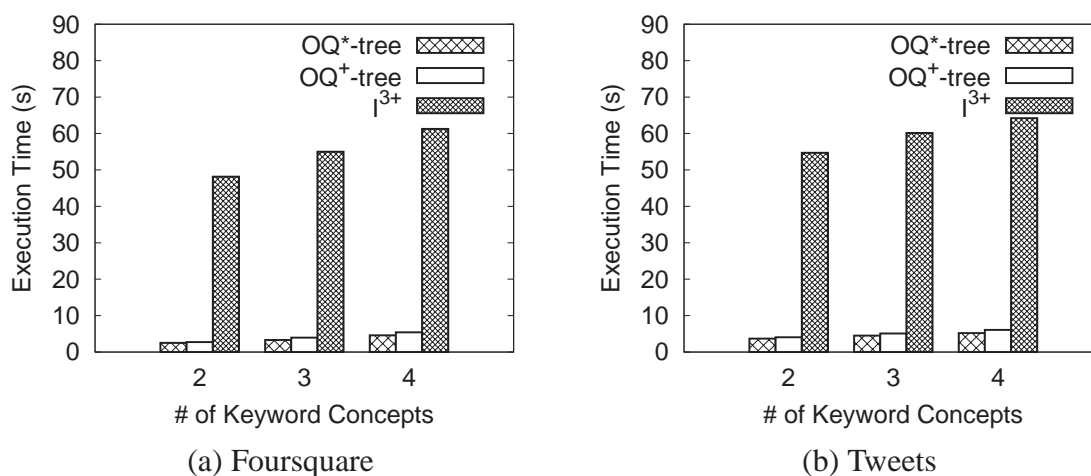 90
80
70
60
50
40
30
20
10
0
Execution Time (s)
OQ*-tree
OQ+-tree
I3+
2 3 4
# of Keyword Concepts
(a) Foursquare
90
80
70
60
50
40
30
20
10
0
Execution Time (s)
OQ*-tree
OQ+-tree
I3+
2 3 4
# of Keyword Concepts
(b) Tweets